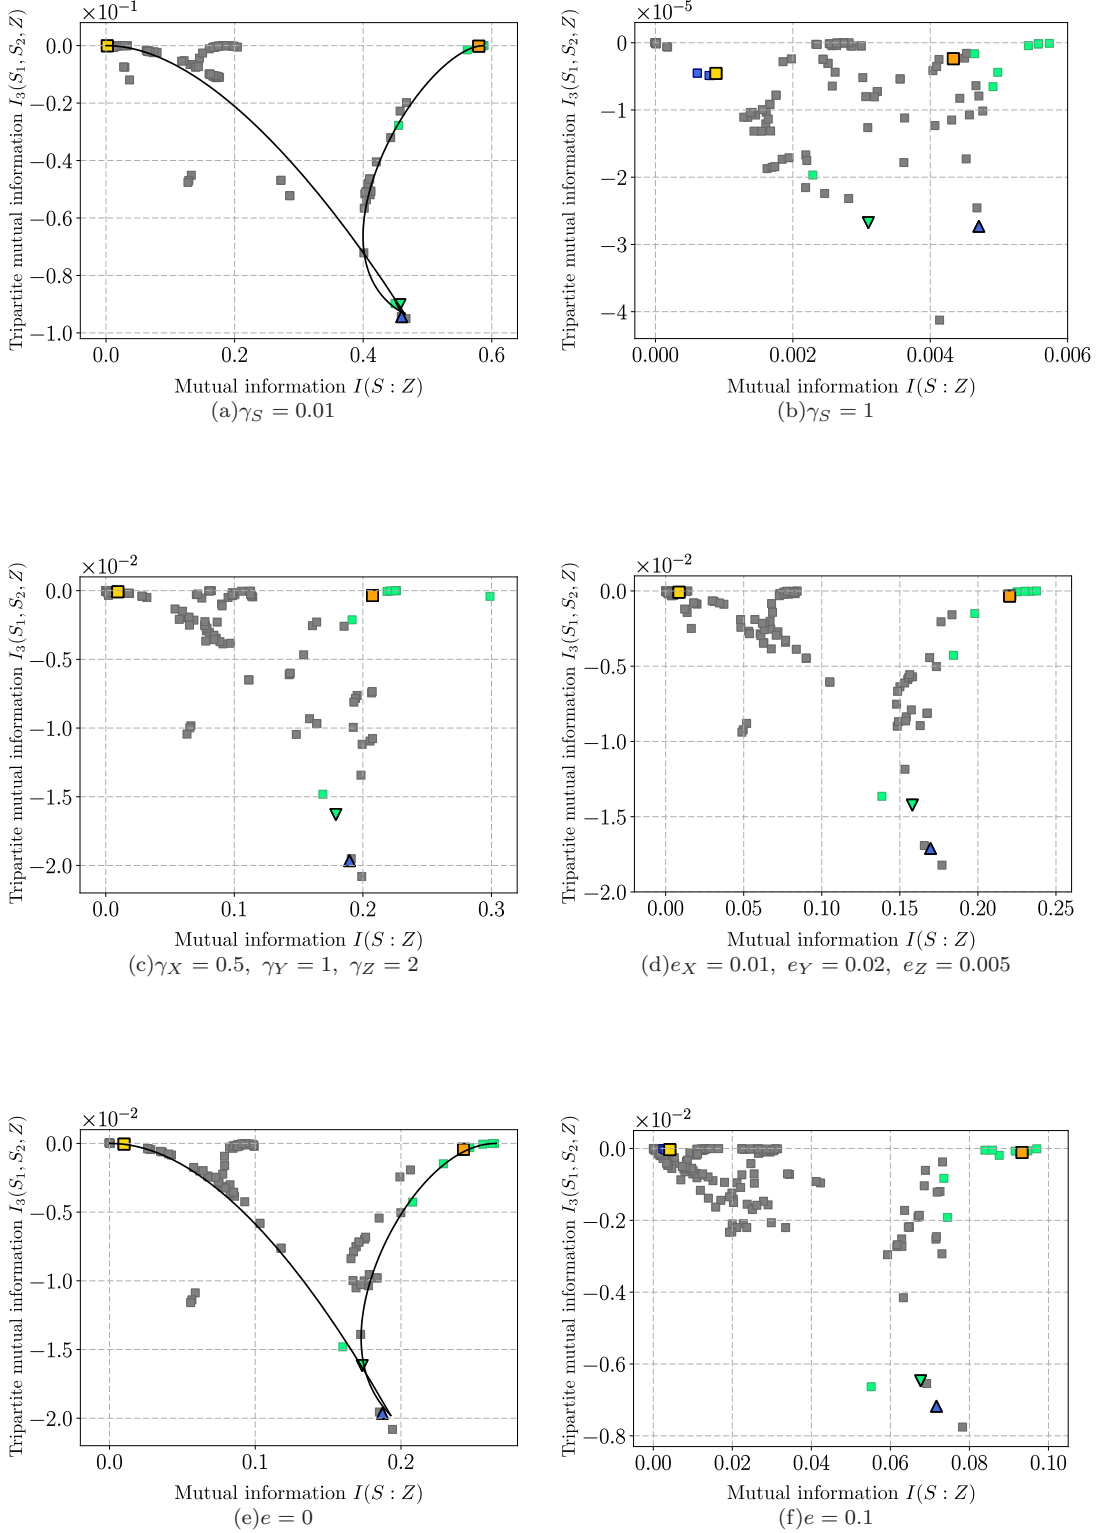 ×10⁻¹
0.0
−0.2
−0.4
−0.6
−0.8
−1.0
Tripartite mutual information I₃(S₁, S₂, Z)
0.0 0.2 0.4 0.6
Mutual information I(S : Z)
(a)γ_S = 0.01
×10⁻⁵
0
−1
−2
−3
−4
Tripartite mutual information I₃(S₁, S₂, Z)
0.000 0.002 0.004 0.006
Mutual information I(S : Z)
(b)γ_S = 1
×10⁻²
0.0
−0.5
−1.0
−1.5
−2.0
Tripartite mutual information I₃(S₁, S₂, Z)
0.0 0.1 0.2 0.3
Mutual information I(S : Z)
(c)γ_X = 0.5, γ_Y = 1, γ_Z = 2
×10⁻²
0.0
−0.5
−1.0
−1.5
−2.0
Tripartite mutual information I₃(S₁, S₂, Z)
0.00 0.05 0.10 0.15 0.20 0.25
Mutual information I(S : Z)
(d)e_X = 0.01, e_Y = 0.02, e_Z = 0.005
×10⁻²
0.0
−0.5
−1.0
−1.5
−2.0
Tripartite mutual information I₃(S₁, S₂, Z)
0.0 0.1 0.2
Mutual information I(S : Z)
(e)e = 0
×10⁻²
0.0
−0.2
−0.4
−0.6
−0.8
Tripartite mutual information I₃(S₁, S₂, Z)
0.00 0.02 0.04 0.06 0.08 0.10
Mutual information I(S : Z)
(f)e = 0.1